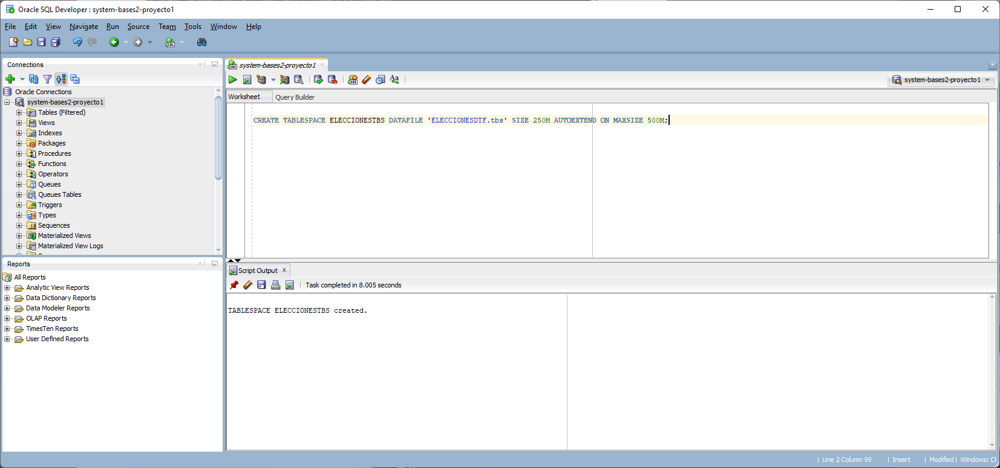 Oracle SQL Developer : system-bases2-proyecto1
File Edit View Navigate Run Source Team Tools Window Help
SQL
Connections
Oracle Connections
system-bases2-proyecto1
Tables (Filtered)
Views
Indexes
Packages
Procedures
Functions
Operators
Queues
Queues Tables
Triggers
Types
Sequences
Materialized Views
Materialized View Logs
Reports
All Reports
Analytic View Reports
Data Dictionary Reports
Data Modeler Reports
OLAP Reports
TimesTen Reports
User Defined Reports
system-bases2-proyecto1
SQL Aa system-bases2-proyecto1
Worksheet Query Builder
CREATE TABLESPACE ELECCIONESTBS DATAFILE 'ELECCIONESDTF.tbs' SIZE 250M AUTOEXTEND ON MAXSIZE 500M;
Script Output
Task completed in 8.005 seconds
TABLESPACE ELECCIONESTBS created.
Line 2 Column 99 | Insert | Modified | Windows: